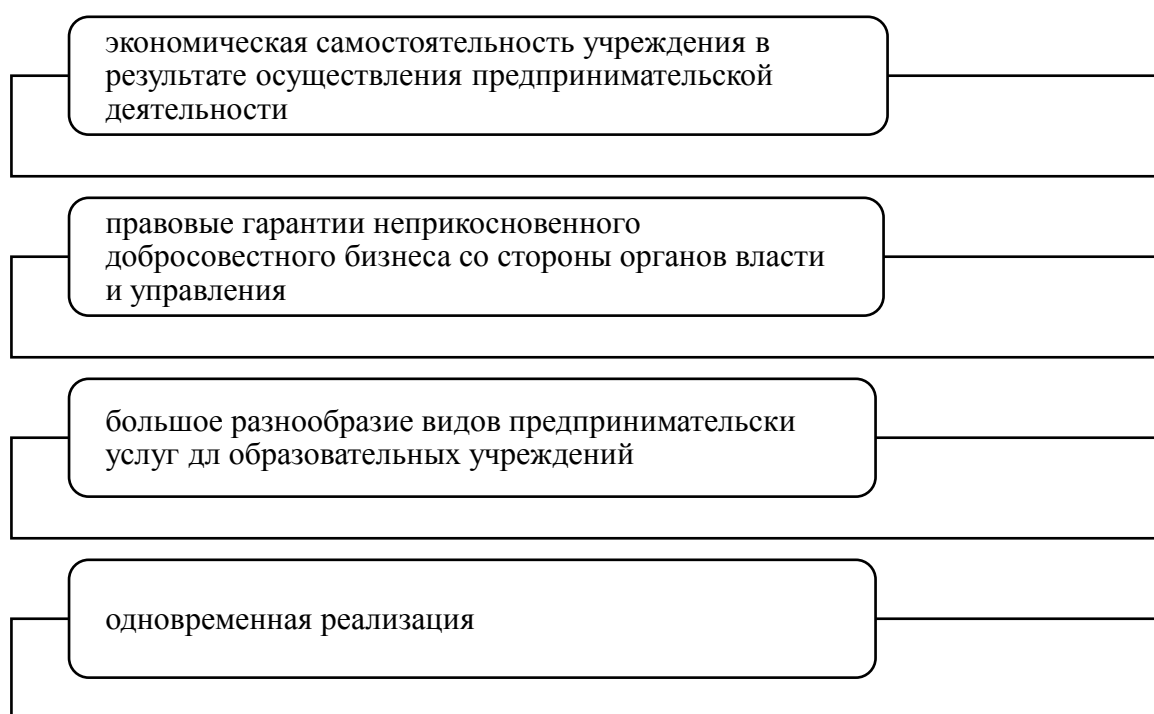 экономическая самостоятельность учреждения в
результате осуществления предпринимательской
деятельности
правовые гарантии неприкосновенного
добросовестного бизнеса со стороны органов власти
и управления
большое разнообразие видов предпринимательски
услуг дл образовательных учреждений
одновременная реализация